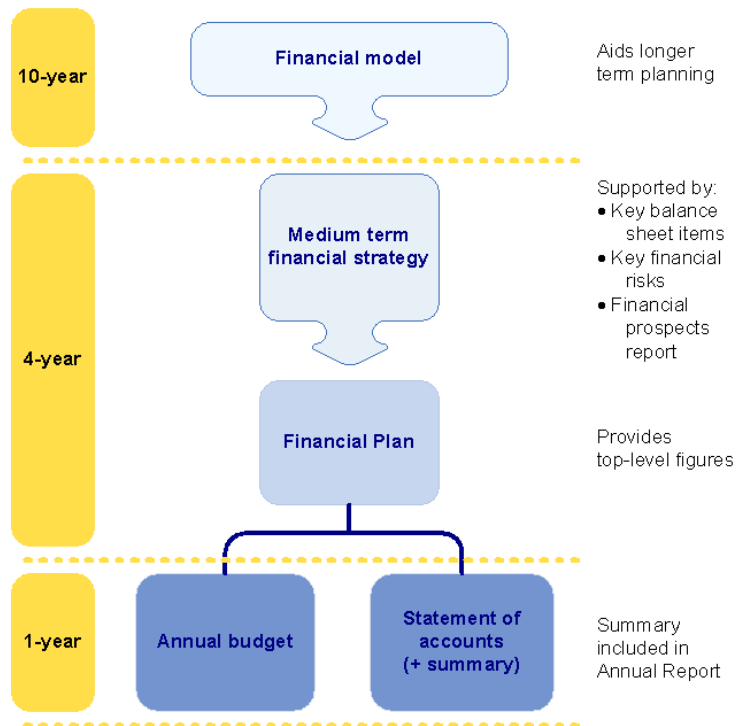 10-year
Financial model
Aids longer
term planning
4-year
Medium term
financial strategy
Supported by:
• Key balance
sheet items
• Key financial
risks
• Financial
prospects
report
Financial Plan
Provides
top-level figures
1-year
Annual budget
Statement of
accounts
(+ summary)
Summary
included in
Annual Report